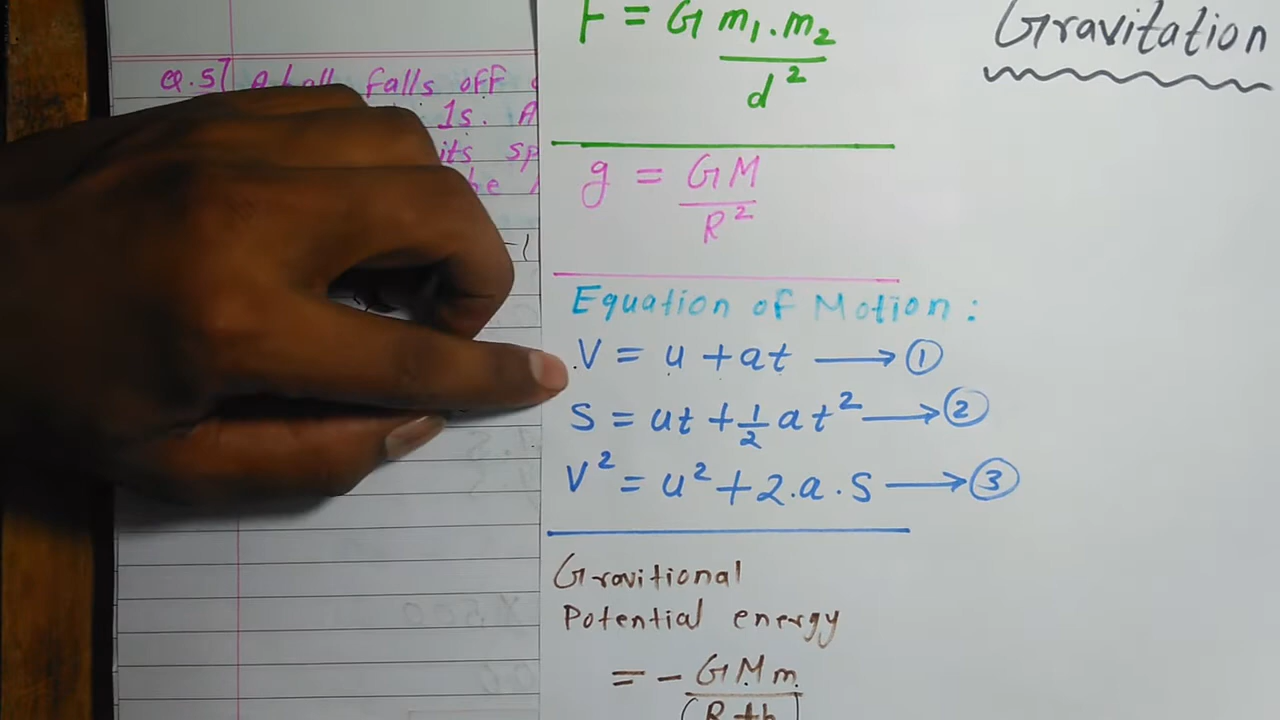 Q.5] A ball falls off
1s.
its
be
F = G m₁.m₂
d²
Gravitation
g = GM
R²
Equation of Motion:
V = u + at ⟶ ①
S = ut + ½ at² ⟶ ②
V² = u² + 2.a.S ⟶ ③
Gravitional
Potential energy
= - GMm
(R+h)